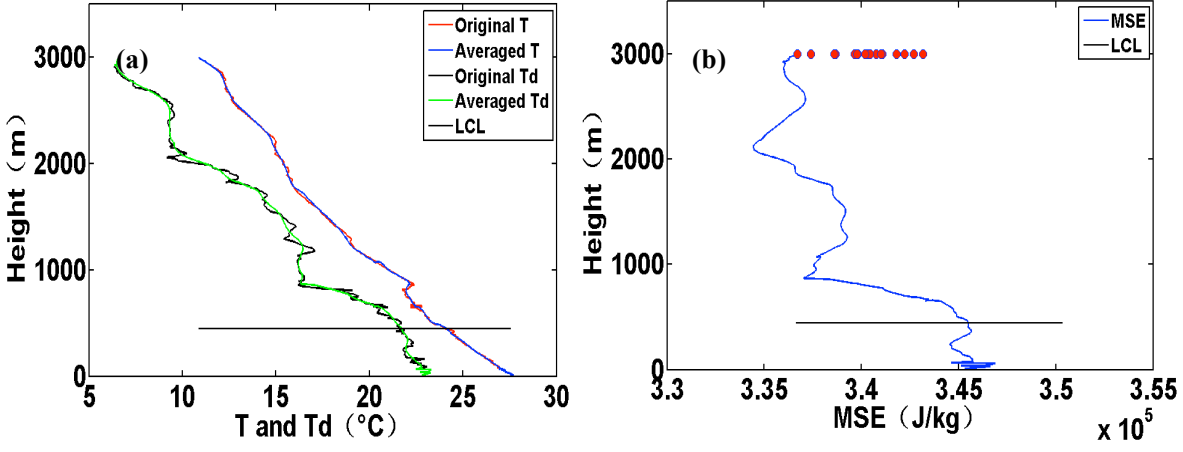 (a)
Original T
Averaged T
Original Td
Averaged Td
LCL
3000
2000
1000
0
Height（m）
5 10 15 20 25 30
T and Td（°C）
(b)
MSE
LCL
3000
2000
1000
0
Height（m）
3.3 3.35 3.4 3.45 3.5 3.55
MSE（J/kg）
x 10^5